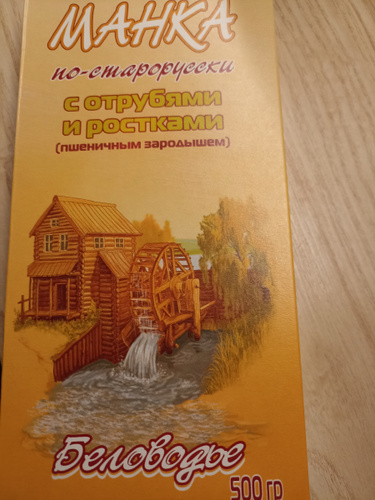 МАНКА
по-старорусски
с отрубями
и ростками
(пшеничным зародышем)
Беловодье
500 гр